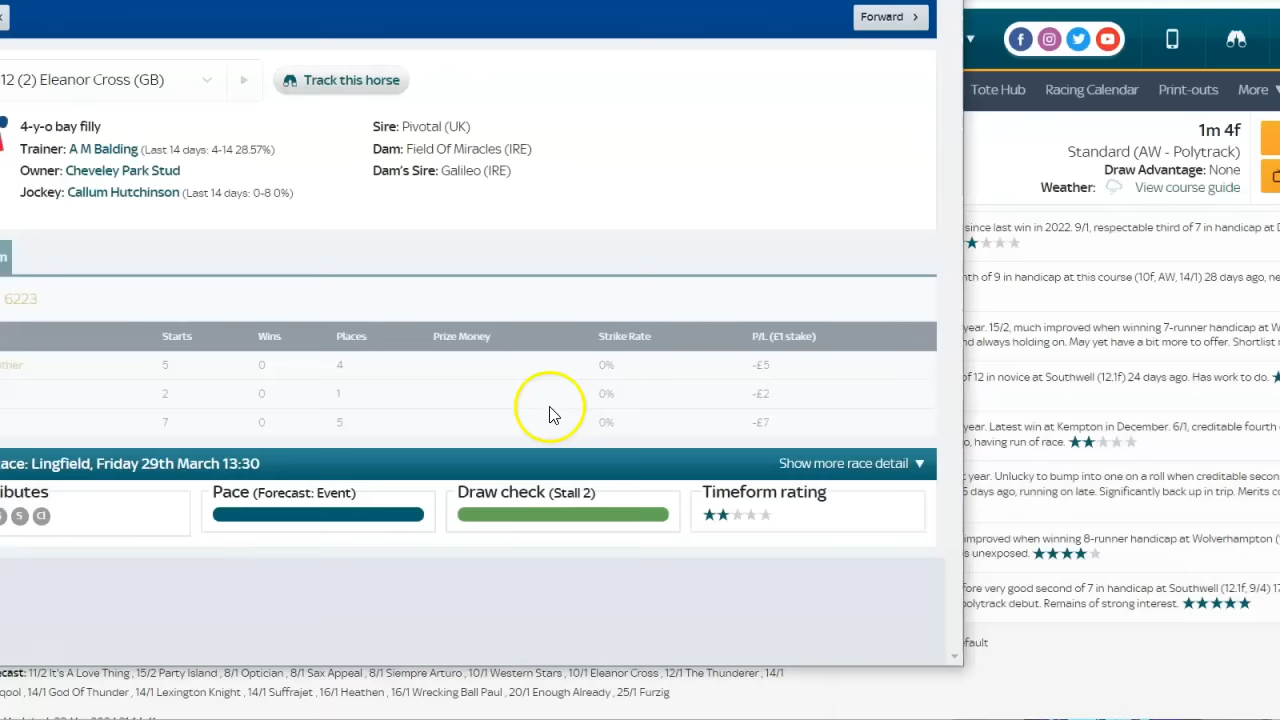 Forward >
12 (2) Eleanor Cross (GB)
Track this horse
4-y-o bay filly
Trainer: A M Balding (Last 14 days: 4-14 28.57%)
Owner: Cheveley Park Stud
Jockey: Callum Hutchinson (Last 14 days: 0-8 0%)
Sire: Pivotal (UK)
Dam: Field Of Miracles (IRE)
Dam's Sire: Galileo (IRE)
6223
Starts Wins Places Prize Money Strike Rate P/L (£1 stake)
5 0 4 0% -£5
2 0 1 0% -£2
7 0 5 0% -£7
ace: Lingfield, Friday 29th March 13:30 Show more race detail ▼
ibutes
S CI
Pace (Forecast: Event)
Draw check (Stall 2)
Timeform rating
Tote Hub Racing Calendar Print-outs More
1m 4f
Standard (AW - Polytrack)
Draw Advantage: None
Weather: View course guide
since last win in 2022. 9/1, respectable third of 7 in handicap at
nth of 9 in handicap at this course (10f, AW, 14/1) 28 days ago, ne
year. 15/2, much improved when winning 7-runner handicap at W
nd always holding on. May yet have a bit more to offer. Shortlist
of 12 in novice at Southwell (12.1f) 24 days ago. Has work to do.
year. Latest win at Kempton in December. 6/1, creditable fourth
o, having run of race.
t year. Unlucky to bump into one on a roll when creditable secon
5 days ago, running on late. Significantly back up in trip. Merits c
improved when winning 8-runner handicap at Wolverhampton (
s unexposed.
fore very good second of 7 in handicap at Southwell (12.1f, 9/4) 17
polytrack debut. Remains of strong interest.
efault
ecast: 11/2 It's A Love Thing , 15/2 Party Island , 8/1 Optician , 8/1 Sax Appeal , 8/1 Siempre Arturo , 10/1 Western Stars , 10/1 Eleanor Cross , 12/1 The Thunderer , 14/1
qool , 14/1 God Of Thunder , 14/1 Lexington Knight , 14/1 Suffrajet , 16/1 Heathen , 16/1 Wrecking Ball Paul , 20/1 Enough Already , 25/1 Furzig